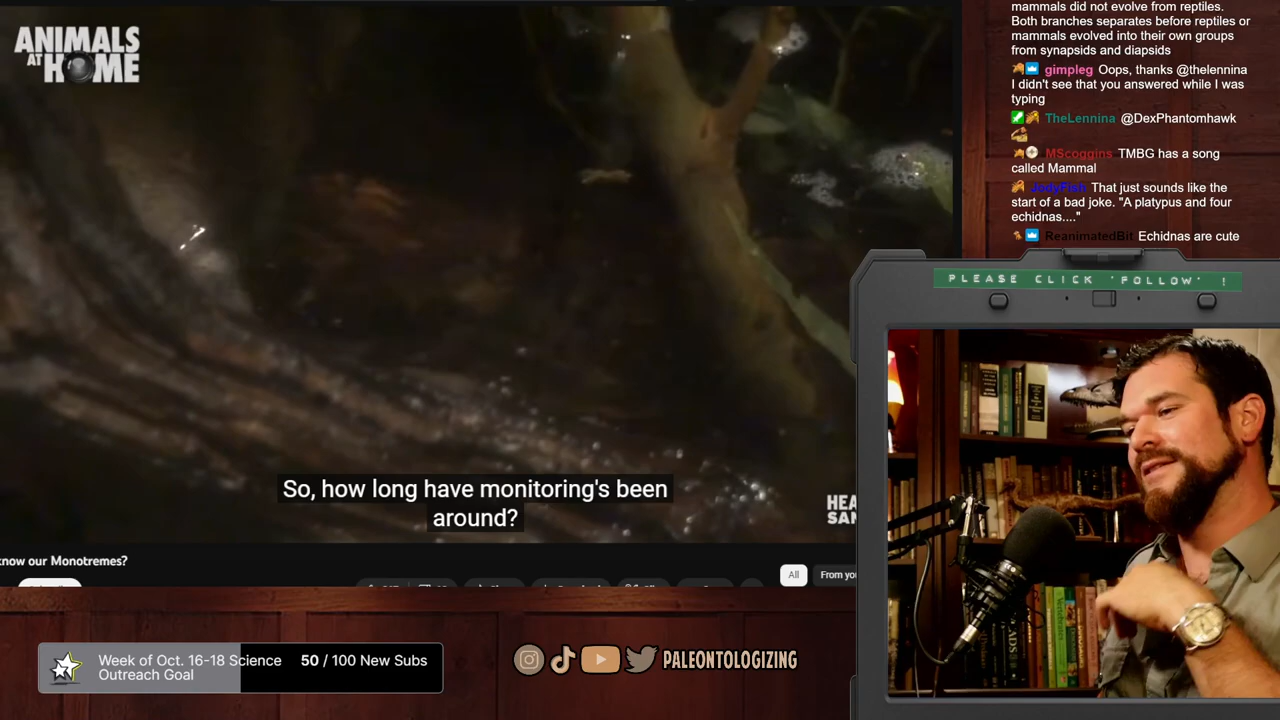 ANIMALS
AT HOME
mammals did not evolve from reptiles.
Both branches separates before reptiles or
mammals evolved into their own groups
from synapsids and diapsids
gimpleg Oops, thanks @thelennina
I didn't see that you answered while I was
typing
TheLennina @DexPhantomhawk
MScoggins TMBG has a song
called Mammal
JodyFish That just sounds like the
start of a bad joke. "A platypus and four
echidnas...."
ReanimatedBit Echidnas are cute
PLEASE CLICK 'FOLLOW' !
So, how long have monitoring's been
around?
HEA
SAN
know our Monotremes?
All
From you
Week of Oct. 16-18 Science
Outreach Goal
50 / 100 New Subs
PALEONTOLOGIZING